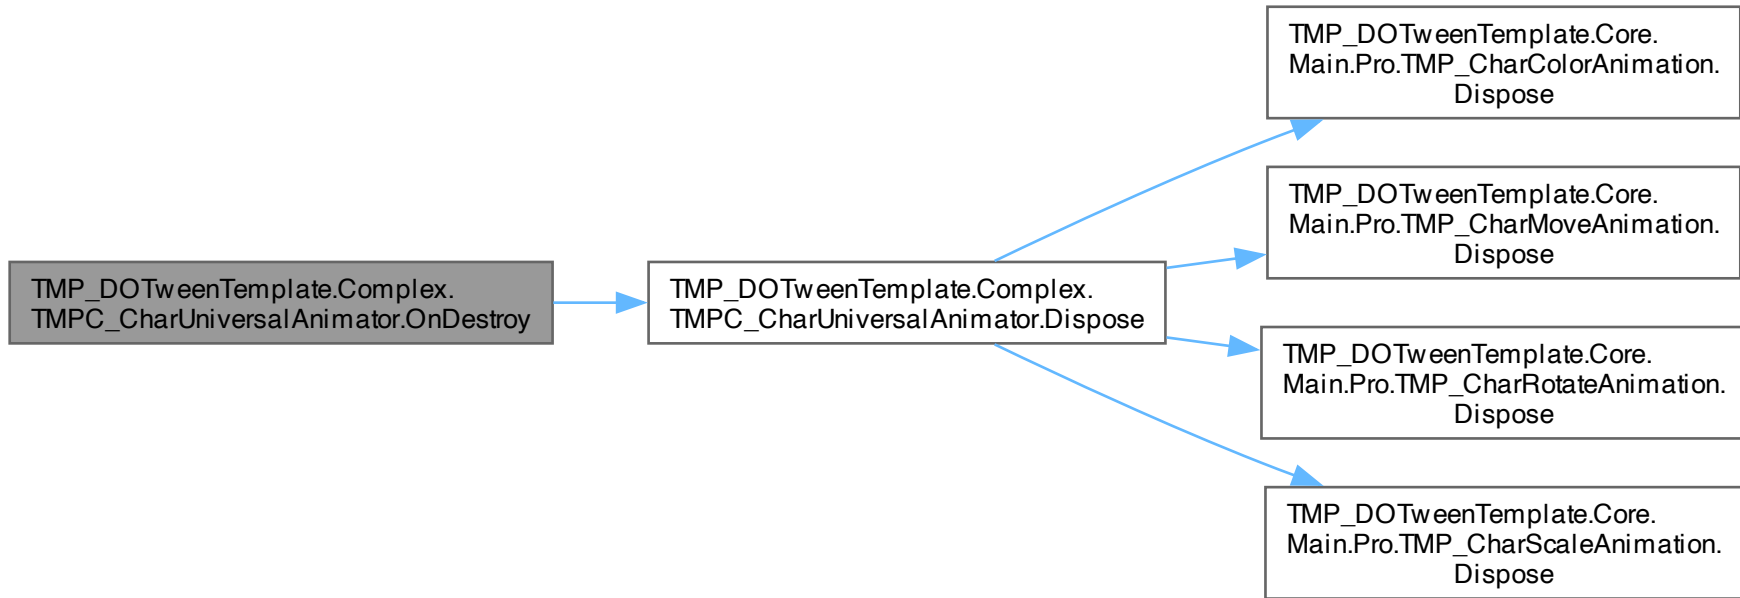 TMP_DOTweenTemplate.Complex.
TMPC_CharUniversalAnimator.OnDestroy
TMP_DOTweenTemplate.Complex.
TMPC_CharUniversalAnimator.Dispose
TMP_DOTweenTemplate.Core.
Main.Pro.TMP_CharColorAnimation.
Dispose
TMP_DOTweenTemplate.Core.
Main.Pro.TMP_CharMoveAnimation.
Dispose
TMP_DOTweenTemplate.Core.
Main.Pro.TMP_CharRotateAnimation.
Dispose
TMP_DOTweenTemplate.Core.
Main.Pro.TMP_CharScaleAnimation.
Dispose